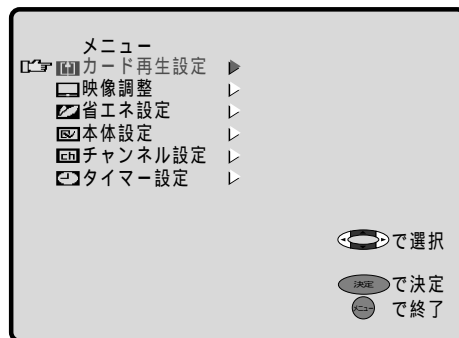 メニュー
カード再生設定
映像調整
省エネ設定
本体設定
chチャンネル設定
タイマー設定
で選択
決定 で決定
メニュー で終了